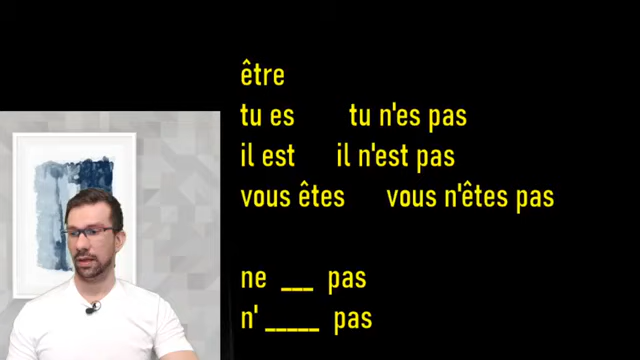 être
tu es tu n'es pas
il est il n'est pas
vous êtes vous n'êtes pas
ne ___ pas
n' _____ pas